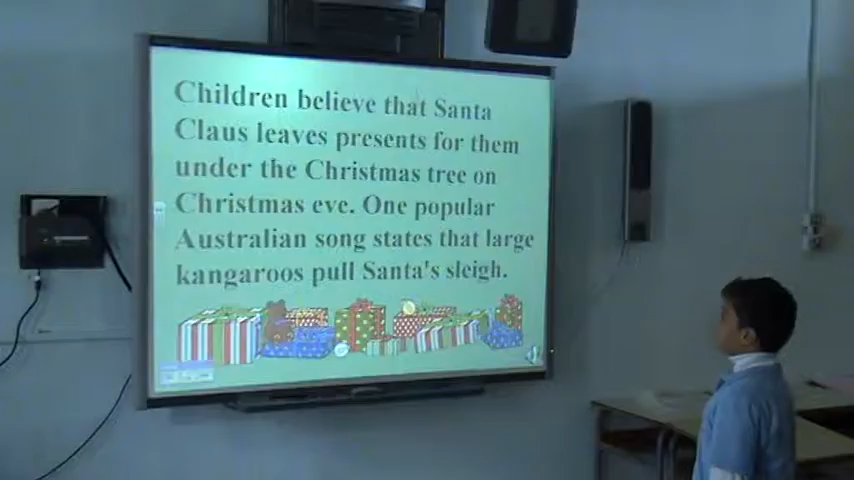 Children believe that Santa
Claus leaves presents for them
under the Christmas tree on
Christmas eve. One popular
Australian song states that large
kangaroos pull Santa's sleigh.